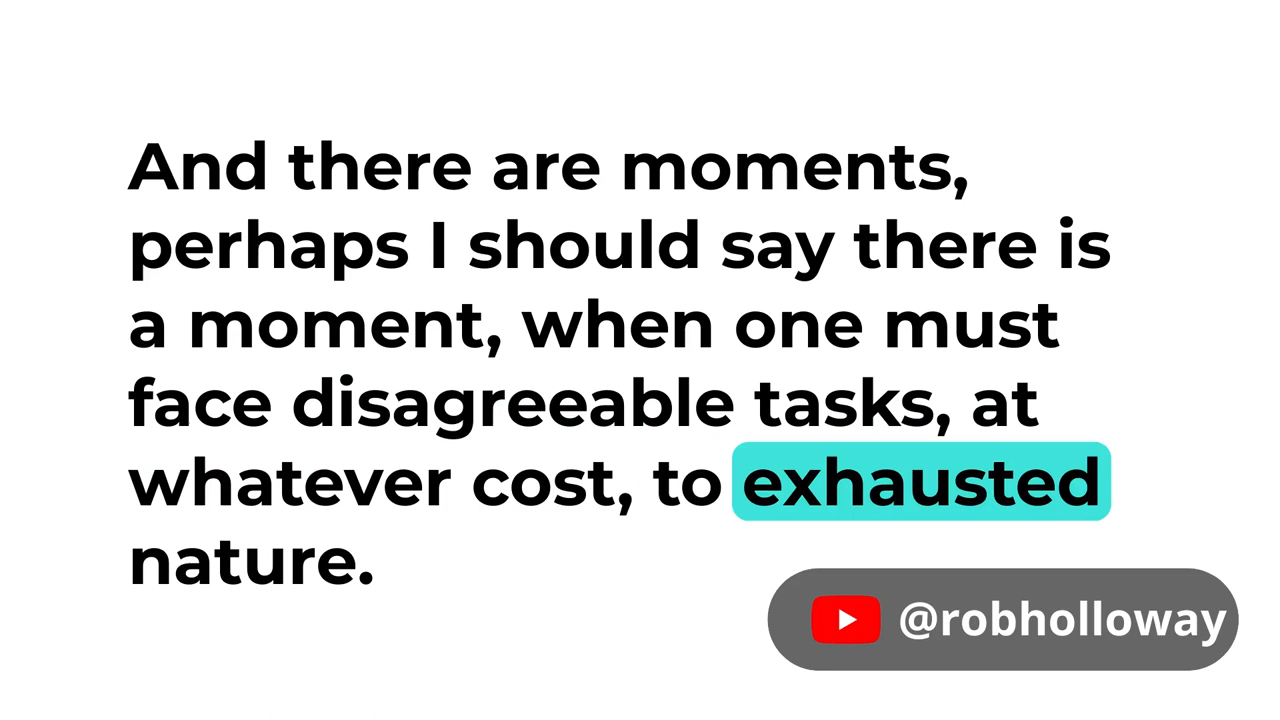 And there are moments,
perhaps I should say there is
a moment, when one must
face disagreeable tasks, at
whatever cost, to exhausted
nature.
@robholloway